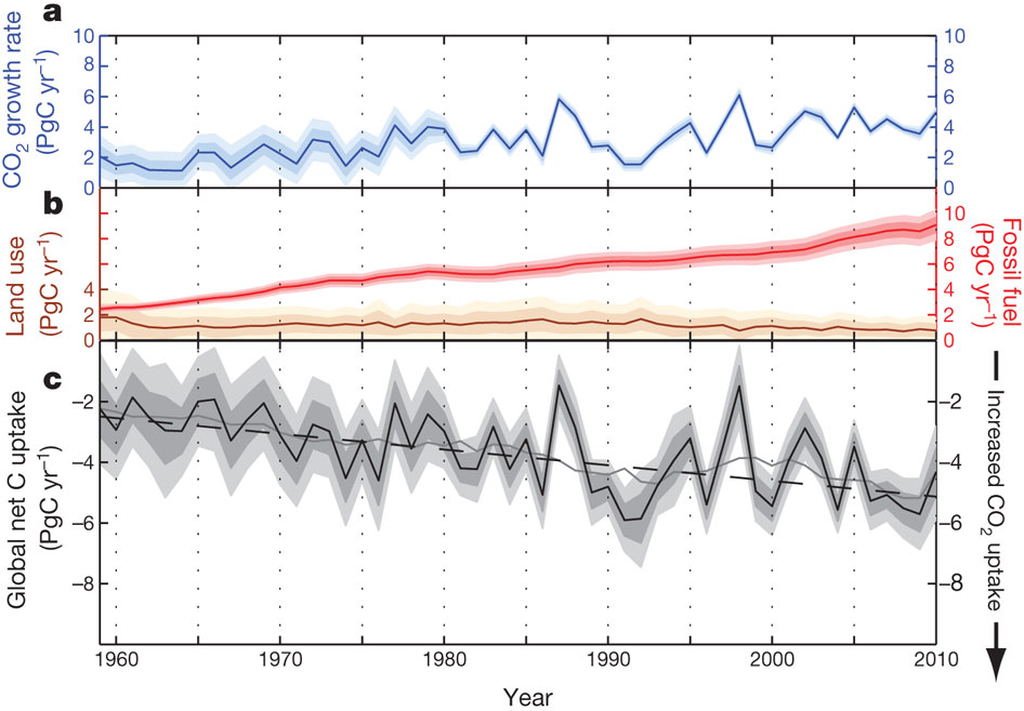 a
CO₂ growth rate
(PgC yr⁻¹)
10
8
6
4
2
0
10
8
6
4
2
0
b
Land use
(PgC yr⁻¹)
4
2
0
10
8
6
4
2
0
Fossil fuel
(PgC yr⁻¹)
c
Global net C uptake
(PgC yr⁻¹)
–2
–4
–6
–8
–2
–4
–6
–8
Increased CO₂ uptake
1960
1970
1980
1990
2000
2010
Year